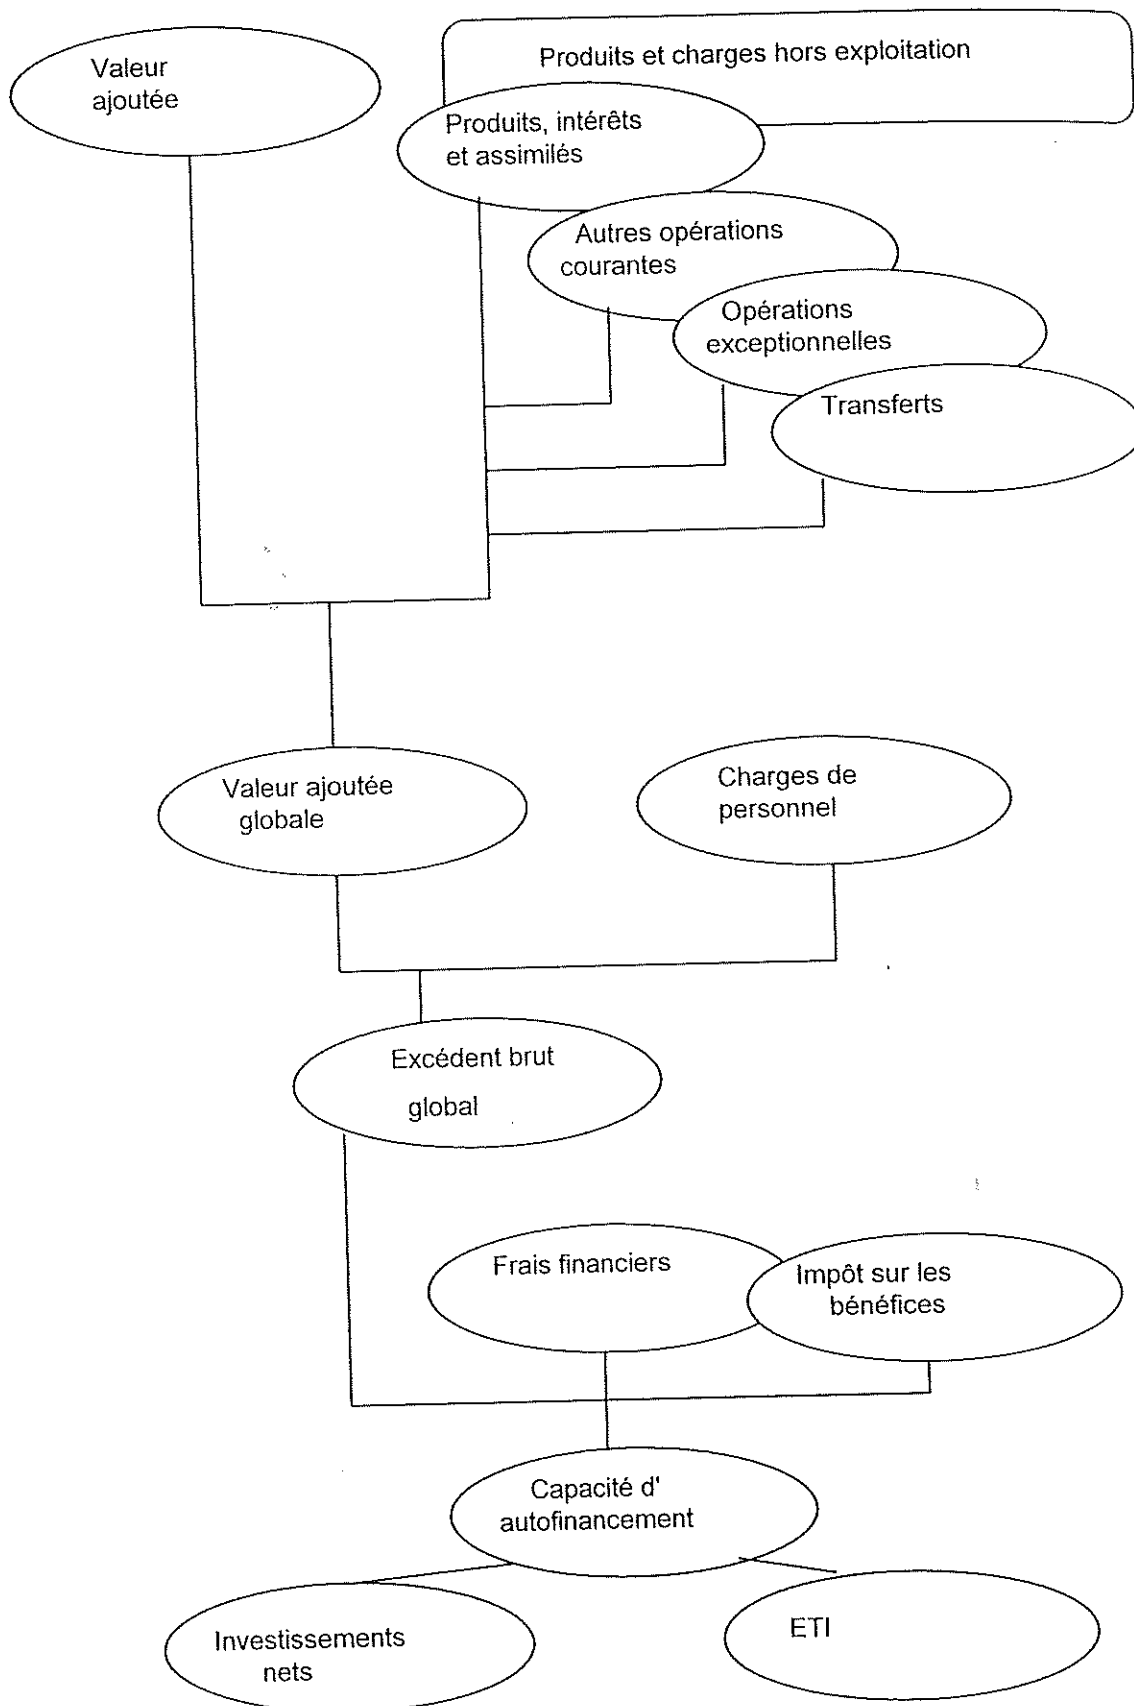 Valeur
ajoutée
Produits et charges hors exploitation
Produits, intérêts
et assimilés
Autres opérations
courantes
Opérations
exceptionnelles
Transferts
Valeur ajoutée
globale
Charges de
personnel
Excédent brut
global
Frais financiers
Impôt sur les
bénéfices
Capacité d'
autofinancement
Investissements
nets
ETI